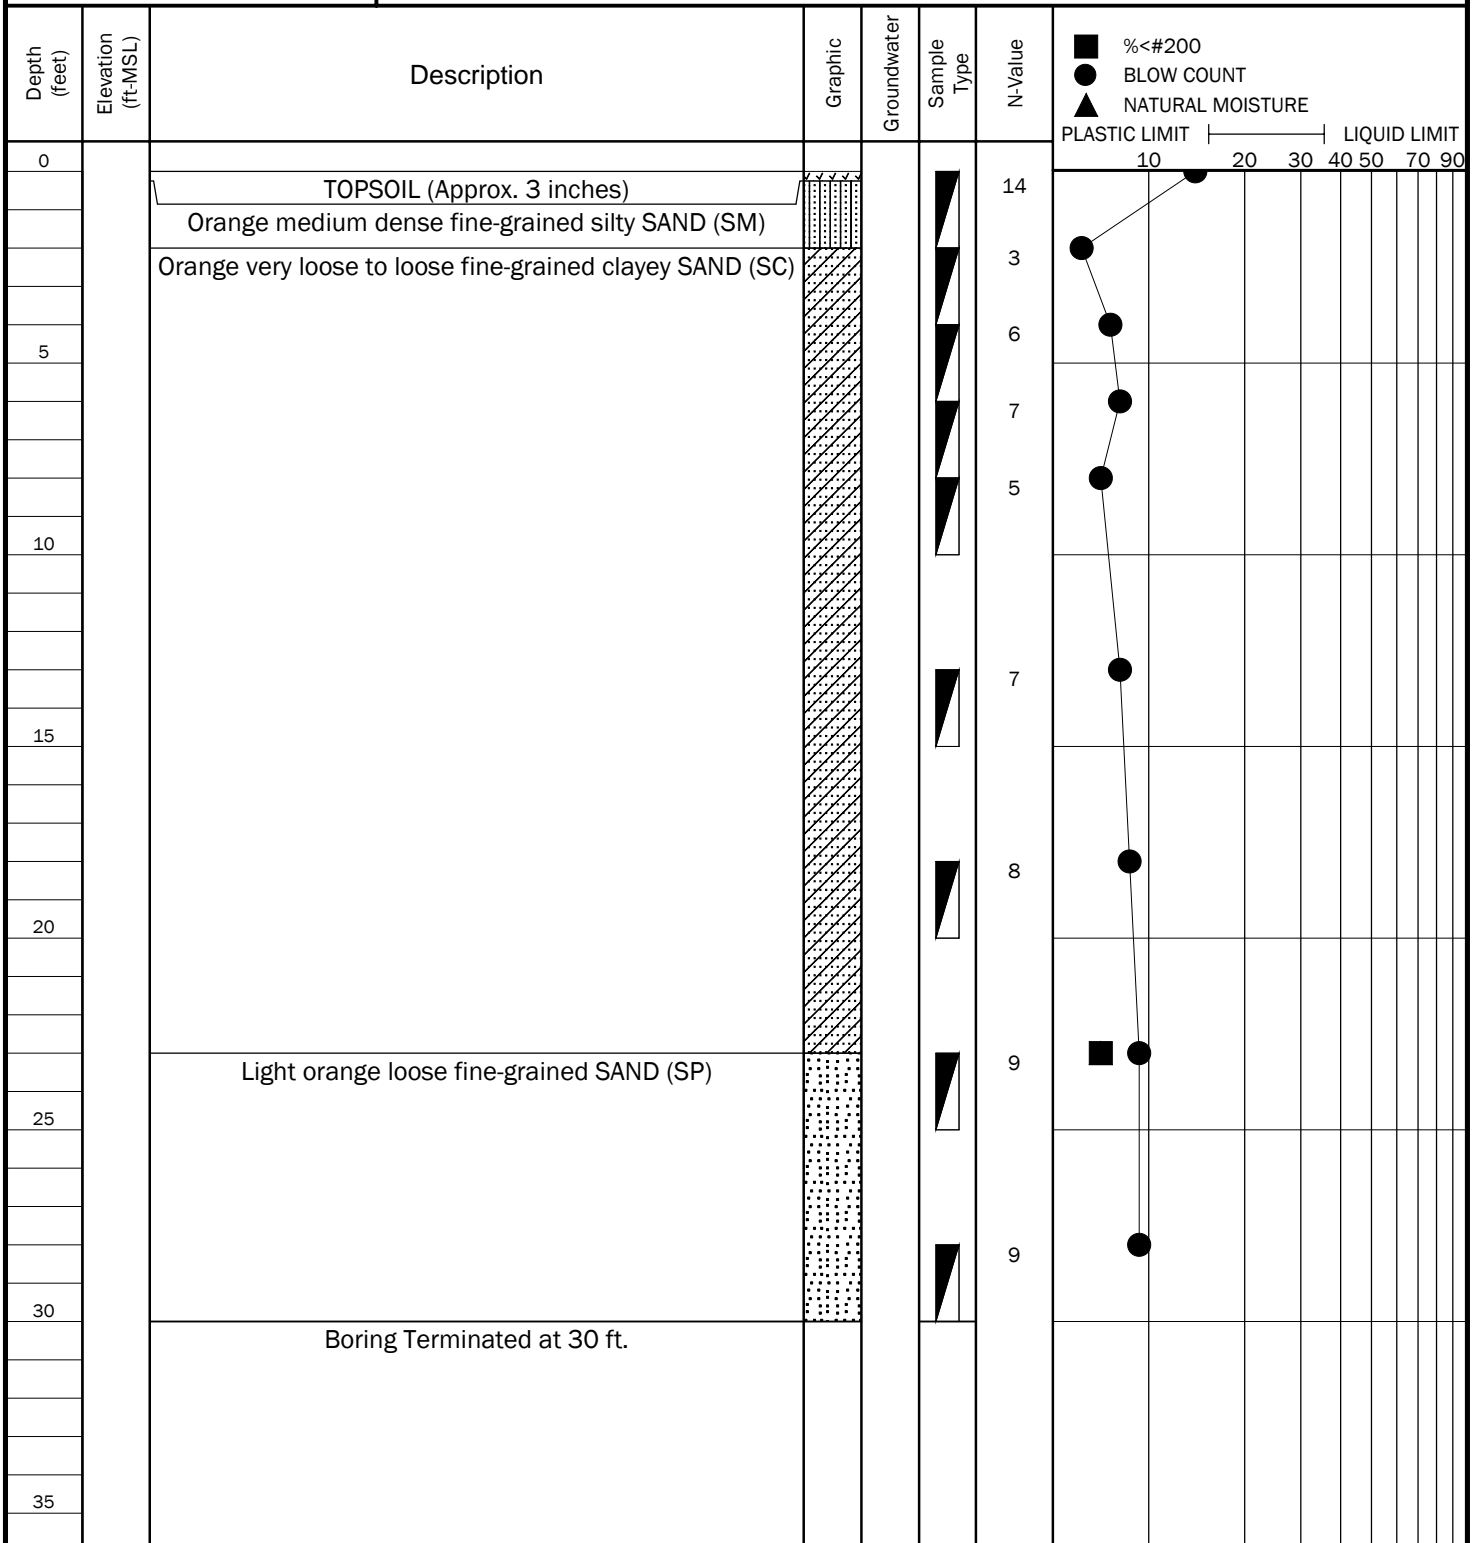 Depth
(feet)
Elevation
(ft-MSL)
Description
Graphic
Groundwater
Sample
Type
N-Value
%<#200
BLOW COUNT
NATURAL MOISTURE
PLASTIC LIMIT LIQUID LIMIT
10 20 30 40 50 70 90
0
TOPSOIL (Approx. 3 inches)
14
Orange medium dense fine-grained silty SAND (SM)
Orange very loose to loose fine-grained clayey SAND (SC)
3
6
5
7
5
10
7
15
8
20
Light orange loose fine-grained SAND (SP)
9
25
9
30
Boring Terminated at 30 ft.
35